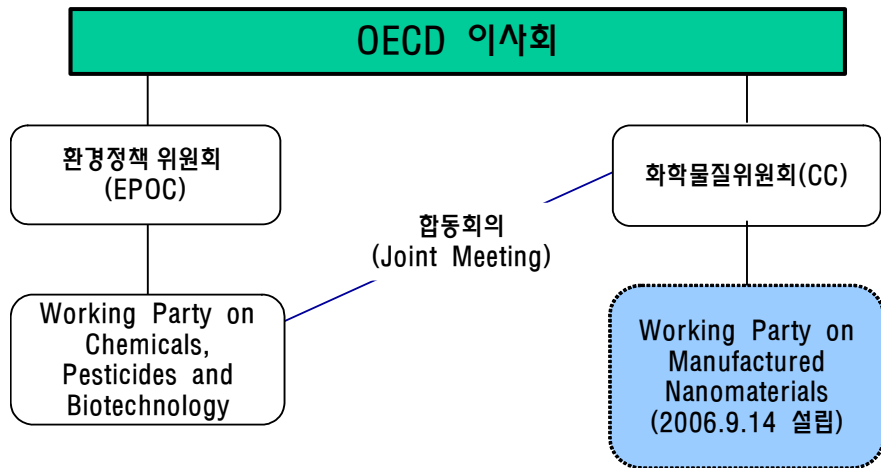 OECD 이사회
환경정책 위원회
(EPOC)
화학물질위원회(CC)
합동회의
(Joint Meeting)
Working Party on
Chemicals,
Pesticides and
Biotechnology
Working Party on
Manufactured
Nanomaterials
(2006.9.14 설립)